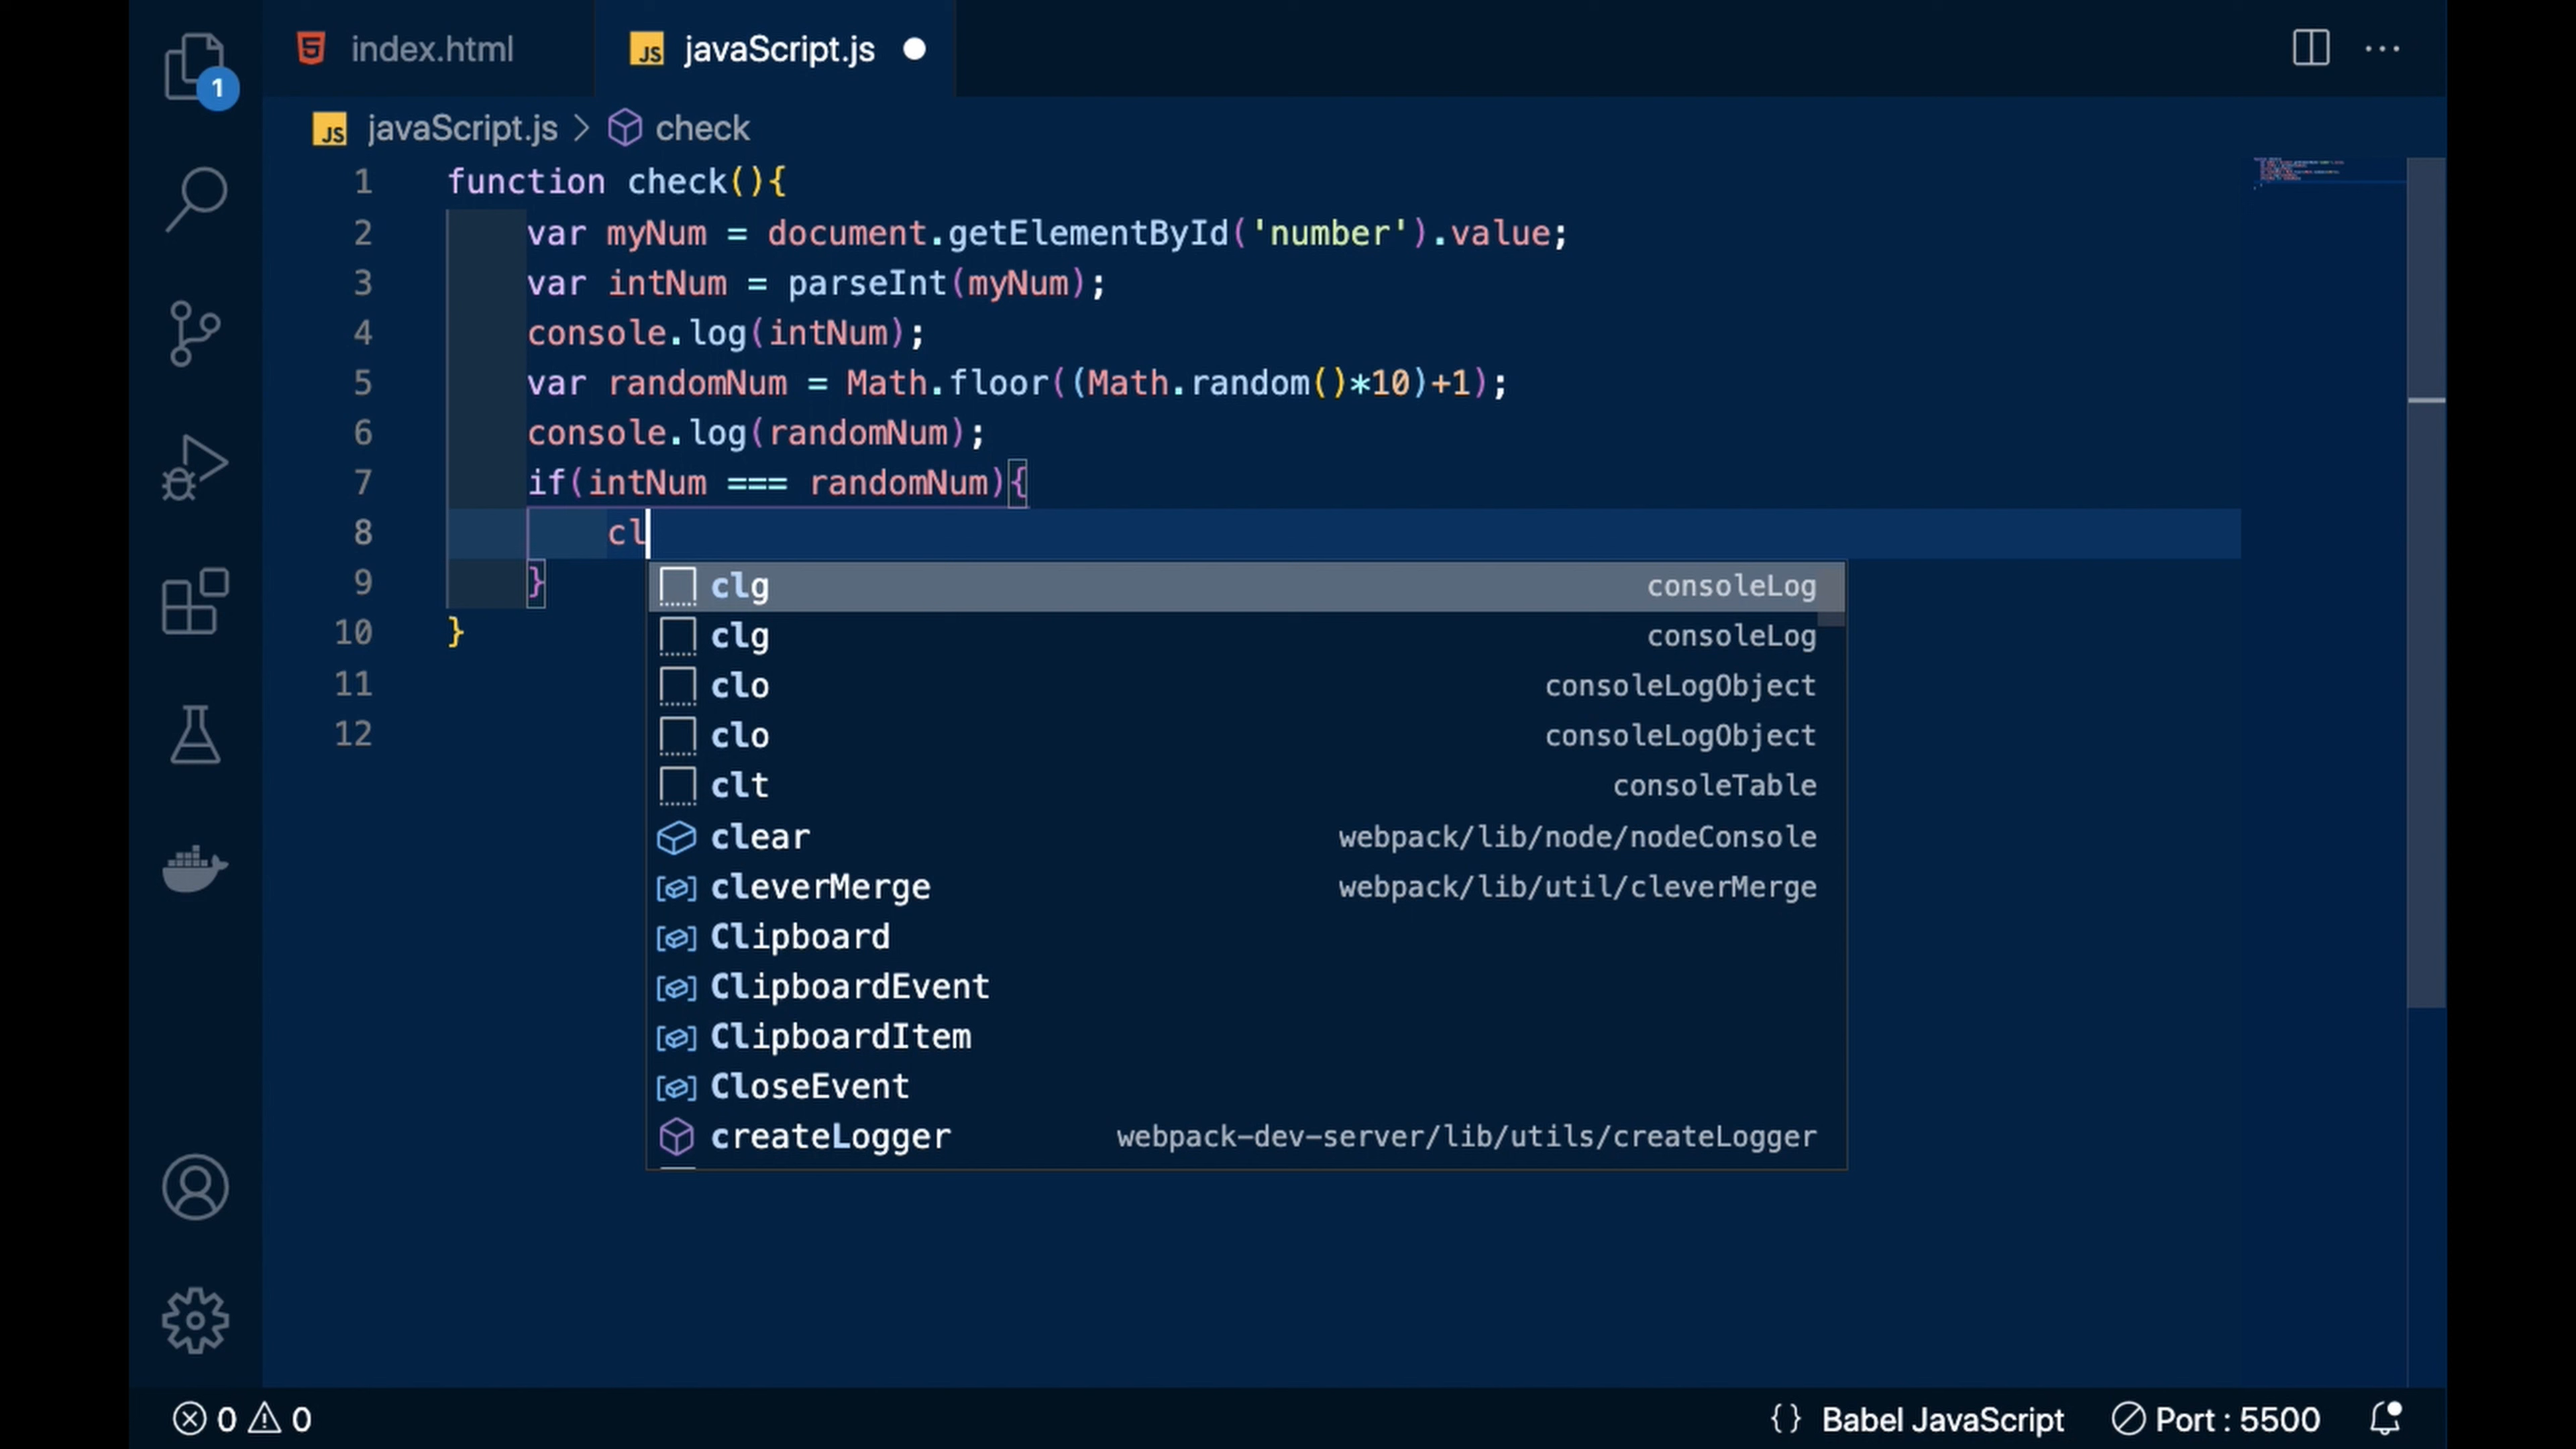 index.html
JS javaScript.js
1
JS javaScript.js > check
1 function check(){
2 var myNum = document.getElementById('number').value;
3 var intNum = parseInt(myNum);
4 console.log(intNum);
5 var randomNum = Math.floor((Math.random()*10)+1);
6 console.log(randomNum);
7 if(intNum === randomNum){
8 cl
9 }
10 }
11
12
clg consoleLog
clg consoleLog
clo consoleLogObject
clo consoleLogObject
clt consoleTable
clear webpack/lib/node/nodeConsole
cleverMerge webpack/lib/util/cleverMerge
Clipboard
ClipboardEvent
ClipboardItem
CloseEvent
createLogger webpack-dev-server/lib/utils/createLogger
0 0 {} Babel JavaScript Port : 5500